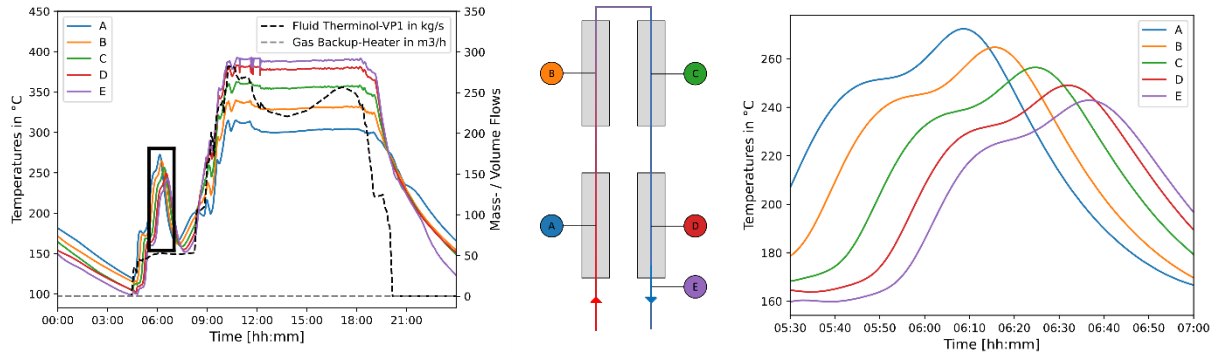 450
400
350
300
250
200
150
100
Temperatures in °C
A
B
C
D
E
Fluid Therminol-VP1 in kg/s
Gas Backup-Heater in m3/h
350
300
250
200
150
100
50
0
Mass- / Volume Flows
00:00 03:00 06:00 09:00 12:00 15:00 18:00 21:00
Time [hh:mm]
B
C
A
D
E
260
240
220
200
180
160
Temperatures in °C
A
B
C
D
E
05:30 05:40 05:50 06:00 06:10 06:20 06:30 06:40 06:50 07:00
Time [hh:mm]